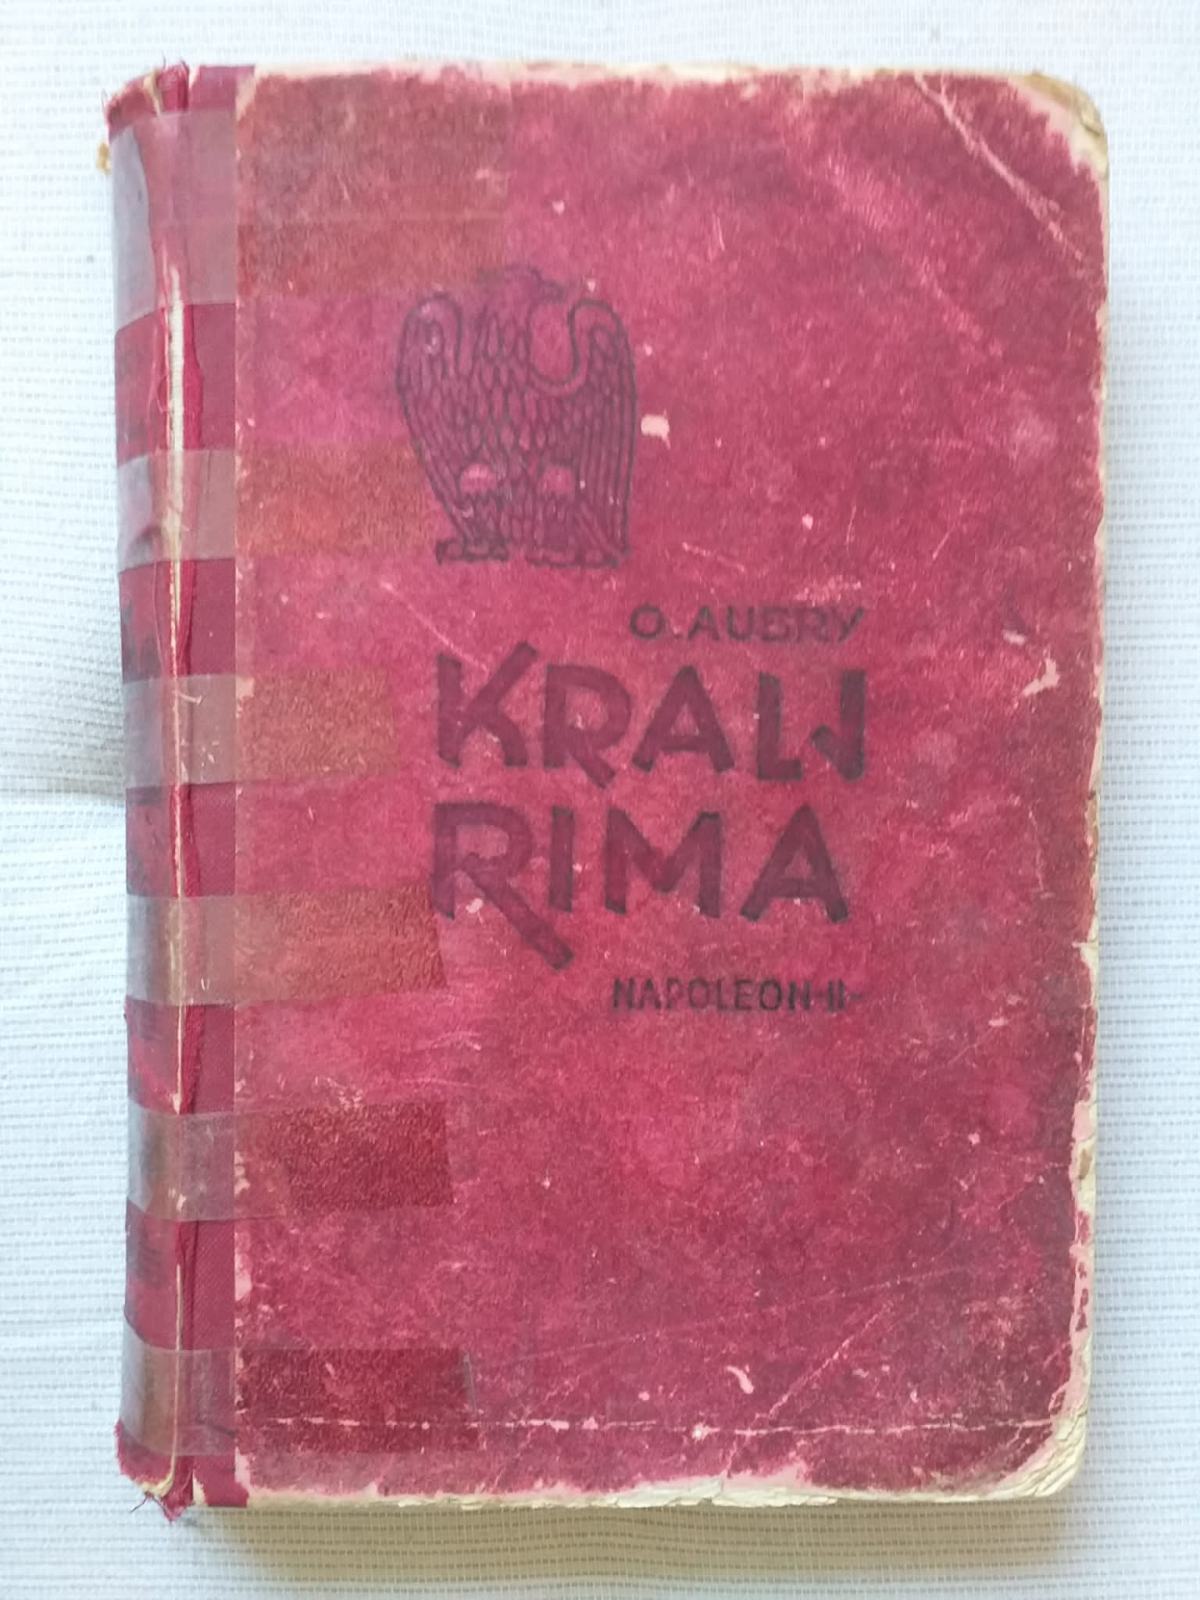 O. AUBRY
KRALJ
RIMA
NAPOLEON-II-